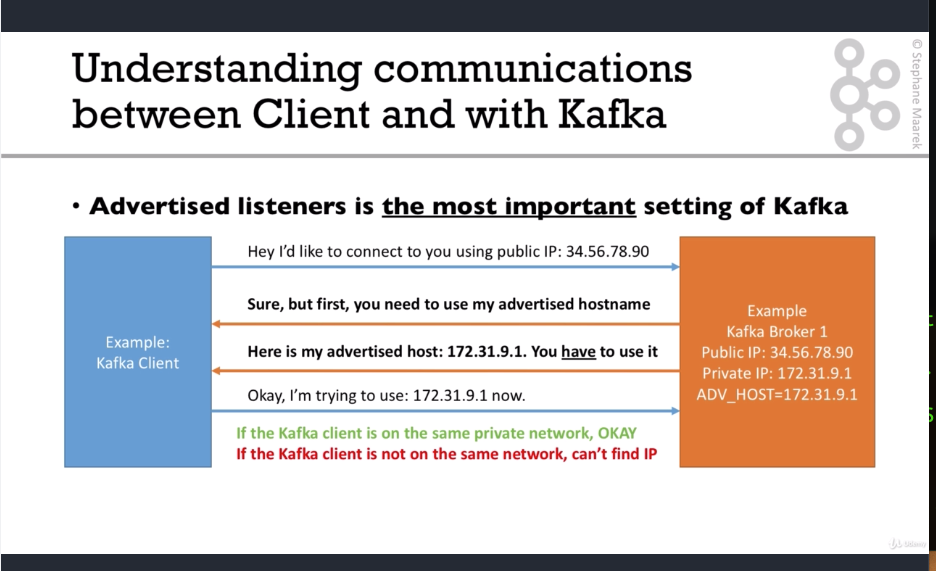 Understanding communications
between Client and with Kafka
© Stephane Maarek
• Advertised listeners is the most important setting of Kafka
Example:
Kafka Client
Hey I'd like to connect to you using public IP: 34.56.78.90
Sure, but first, you need to use my advertised hostname
Here is my advertised host: 172.31.9.1. You have to use it
Okay, I'm trying to use: 172.31.9.1 now.
If the Kafka client is on the same private network, OKAY
If the Kafka client is not on the same network, can't find IP
Example
Kafka Broker 1
Public IP: 34.56.78.90
Private IP: 172.31.9.1
ADV_HOST=172.31.9.1
Udemy